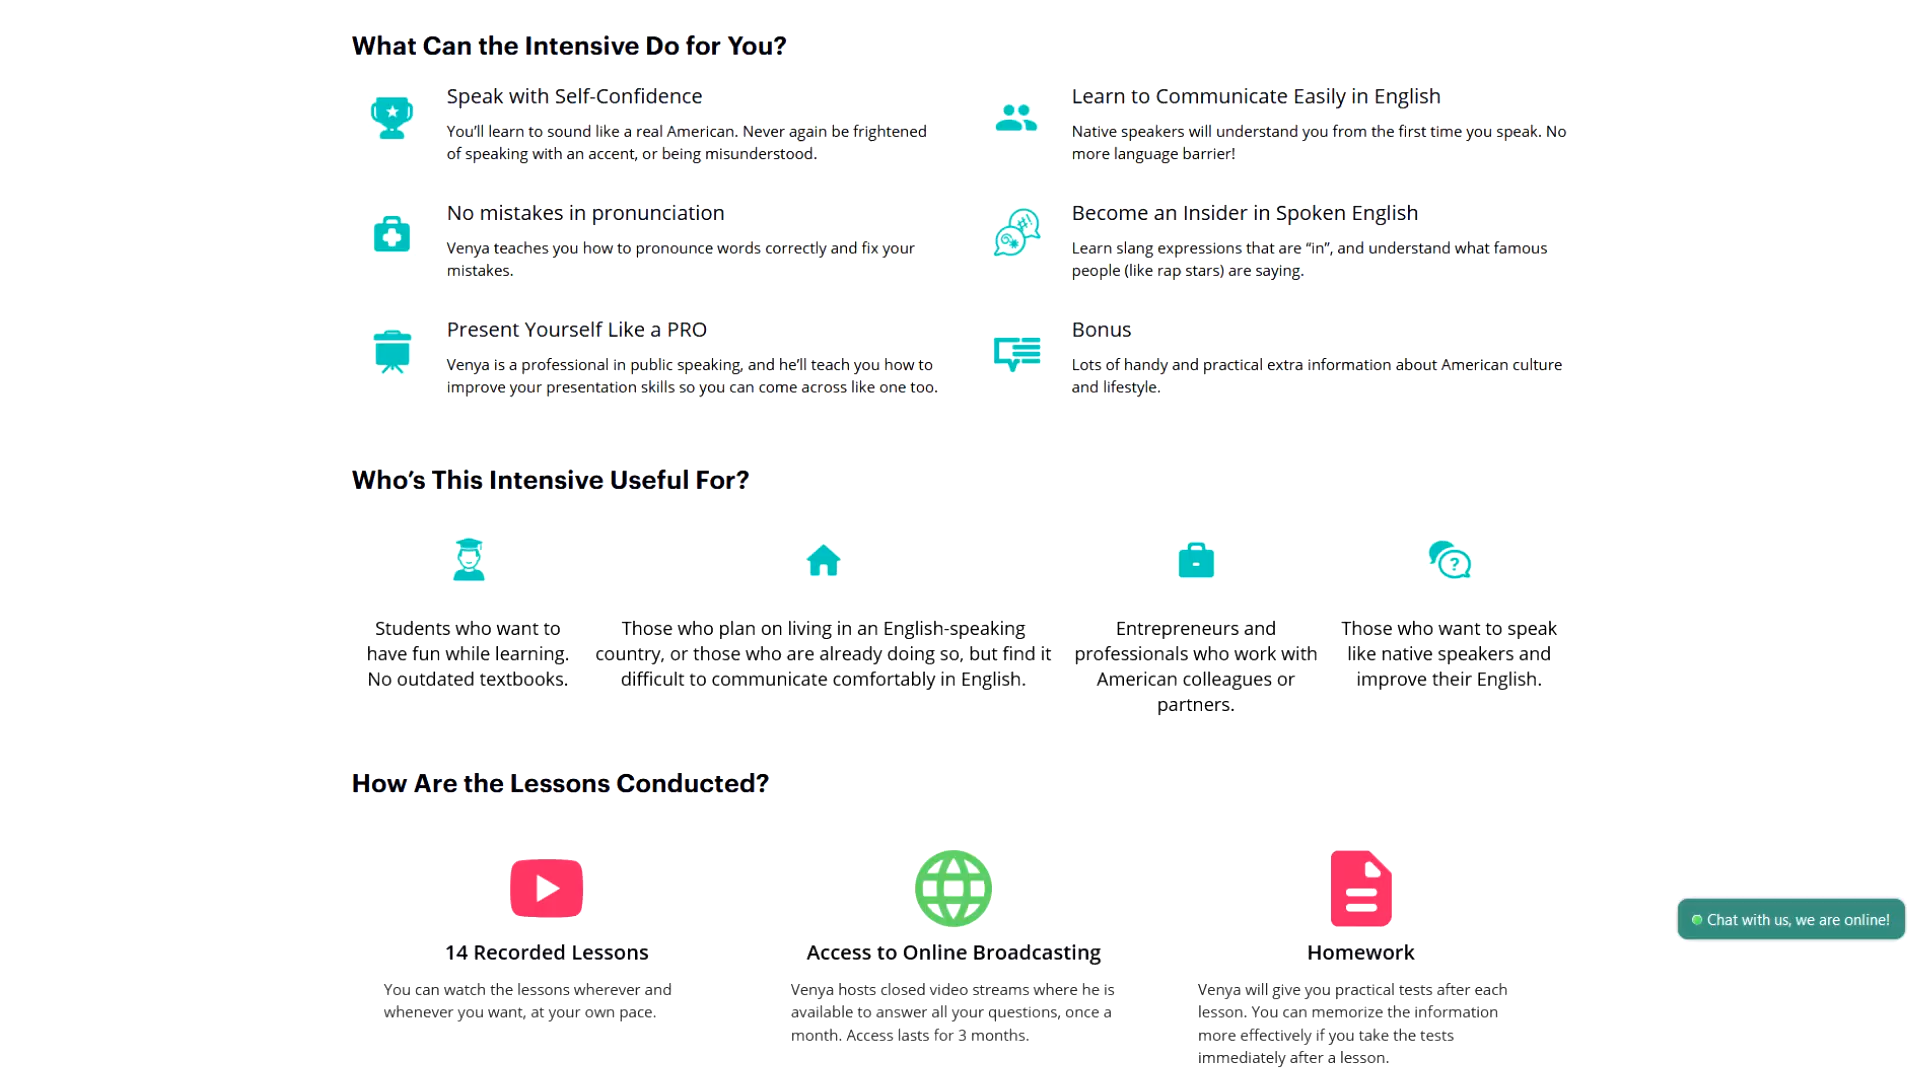 What Can the Intensive Do for You?
Speak with Self-Confidence
You’ll learn to sound like a real American. Never again be frightened
of speaking with an accent, or being misunderstood.
Learn to Communicate Easily in English
Native speakers will understand you from the first time you speak. No
more language barrier!
No mistakes in pronunciation
Venya teaches you how to pronounce words correctly and fix your
mistakes.
Become an Insider in Spoken English
Learn slang expressions that are “in”, and understand what famous
people (like rap stars) are saying.
Present Yourself Like a PRO
Venya is a professional in public speaking, and he’ll teach you how to
improve your presentation skills so you can come across like one too.
Bonus
Lots of handy and practical extra information about American culture
and lifestyle.
Who’s This Intensive Useful For?
Students who want to
have fun while learning.
No outdated textbooks.
Those who plan on living in an English-speaking
country, or those who are already doing so, but find it
difficult to communicate comfortably in English.
Entrepreneurs and
professionals who work with
American colleagues or
partners.
?
Those who want to speak
like native speakers and
improve their English.
How Are the Lessons Conducted?
14 Recorded Lessons
You can watch the lessons wherever and
whenever you want, at your own pace.
Access to Online Broadcasting
Venya hosts closed video streams where he is
available to answer all your questions, once a
month. Access lasts for 3 months.
Homework
Venya will give you practical tests after each
lesson. You can memorize the information
more effectively if you take the tests
immediately after a lesson.
Chat with us, we are online!